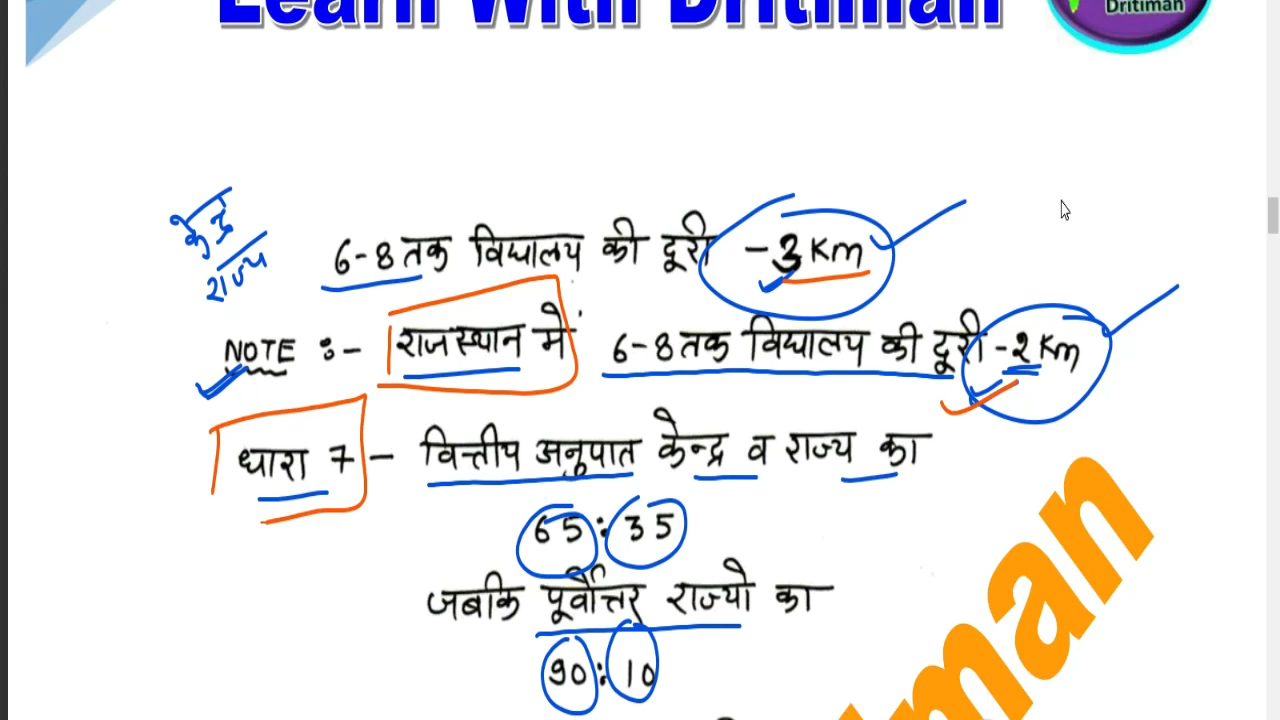 Learn With Dritiman
Dritiman
केन्द्र
राज्य
6-8 तक विद्यालय की दूरी - 3 Km
NOTE :- राजस्थान में 6-8 तक विद्यालय की दूरी - 2 Km
धारा 7 - वित्तीय अनुपात केन्द्र व राज्य का
65 : 35
जबकि पूर्वोत्तर राज्यो का
90 : 10